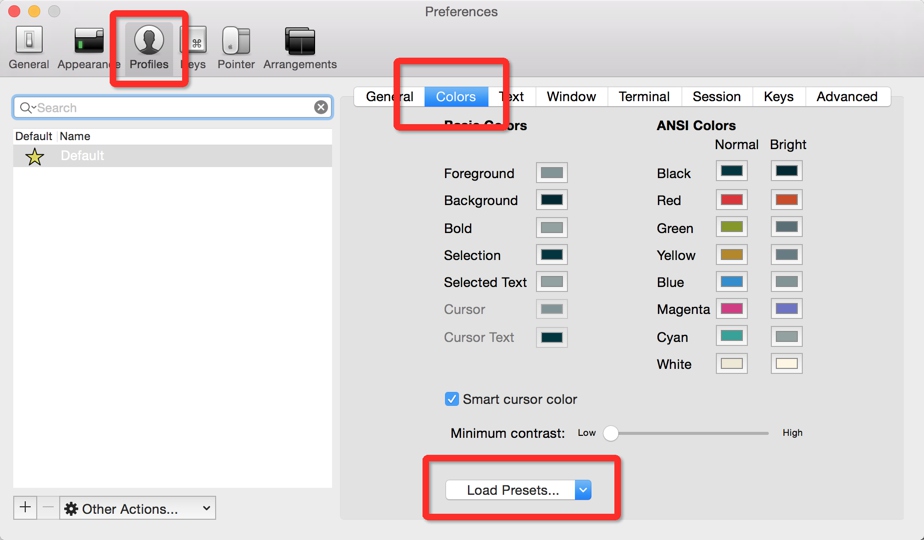 Preferences
General Appearance Profiles Keys Pointer Arrangements
Search
Default Name
Default
General Colors Text Window Terminal Session Keys Advanced
Basic Colors
Foreground
Background
Bold
Selection
Selected Text
Cursor
Cursor Text
ANSI Colors
Normal Bright
Black
Red
Green
Yellow
Blue
Magenta
Cyan
White
Smart cursor color
Minimum contrast: Low High
Load Presets...
Other Actions...